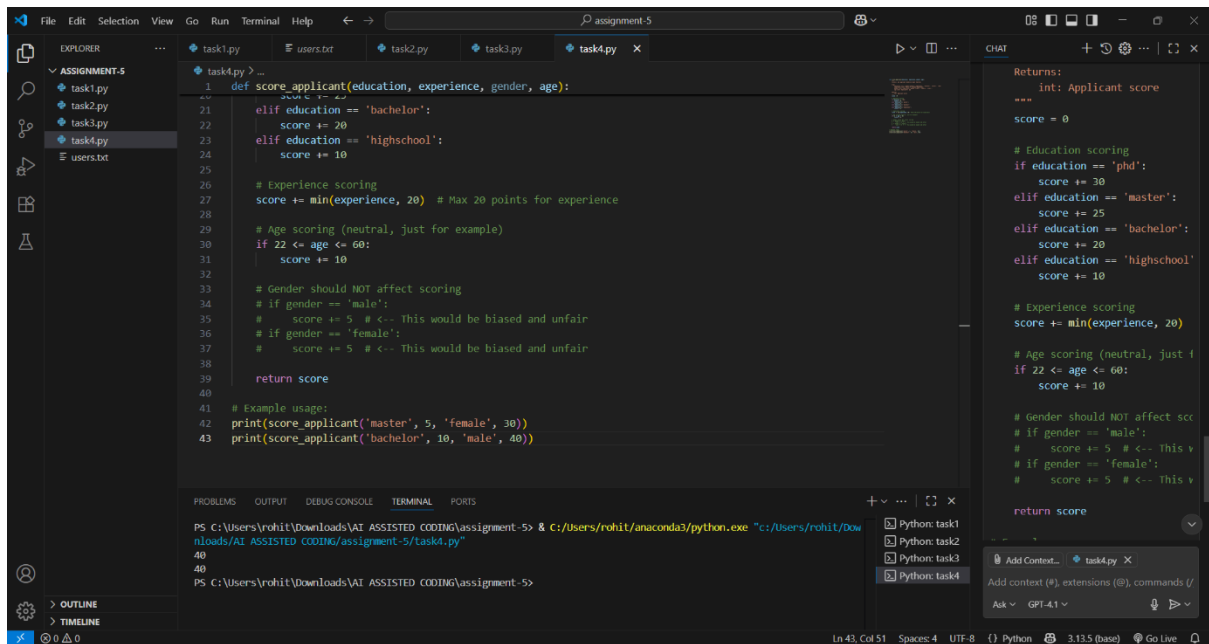 File Edit Selection View Go Run Terminal Help
assignment-5
EXPLORER
ASSIGNMENT-5
task1.py
task2.py
task3.py
task4.py
users.txt
OUTLINE
TIMELINE
task1.py users.txt task2.py task3.py task4.py
task4.py > ...
1 def score_applicant(education, experience, gender, age):
20 score += 25
21 elif education == 'bachelor':
22 score += 20
23 elif education == 'highschool':
24 score += 10
25
26 # Experience scoring
27 score += min(experience, 20) # Max 20 points for experience
28
29 # Age scoring (neutral, just for example)
30 if 22 <= age <= 60:
31 score += 10
32
33 # Gender should NOT affect scoring
34 # if gender == 'male':
35 # score += 5 # <-- This would be biased and unfair
36 # if gender == 'female':
37 # score += 5 # <-- This would be biased and unfair
38
39 return score
40
41 # Example usage:
42 print(score_applicant('master', 5, 'female', 30))
43 print(score_applicant('bachelor', 10, 'male', 40))
PROBLEMS OUTPUT DEBUG CONSOLE TERMINAL PORTS
PS C:\Users\rohit\Downloads\AI ASSISTED CODING\assignment-5> & C:/Users/rohit/anaconda3/python.exe "c:/Users/rohit/Dow
nloads/AI ASSISTED CODING/assignment-5/task4.py"
40
40
PS C:\Users\rohit\Downloads\AI ASSISTED CODING\assignment-5>
Python: task1
Python: task2
Python: task3
Python: task4
CHAT
Returns:
int: Applicant score
"""
score = 0
# Education scoring
if education == 'phd':
score += 30
elif education == 'master':
score += 25
elif education == 'bachelor':
score += 20
elif education == 'highschool'
score += 10
# Experience scoring
score += min(experience, 20)
# Age scoring (neutral, just f
if 22 <= age <= 60:
score += 10
# Gender should NOT affect sco
# if gender == 'male':
# score += 5 # <-- This w
# if gender == 'female':
# score += 5 # <-- This w
return score
Add Context... task4.py
Add context (#), extensions (@), commands (/
Ask GPT-4.1
0 0 Ln 43, Col 51 Spaces: 4 UTF-8 {} Python 3.13.5 (base) Go Live